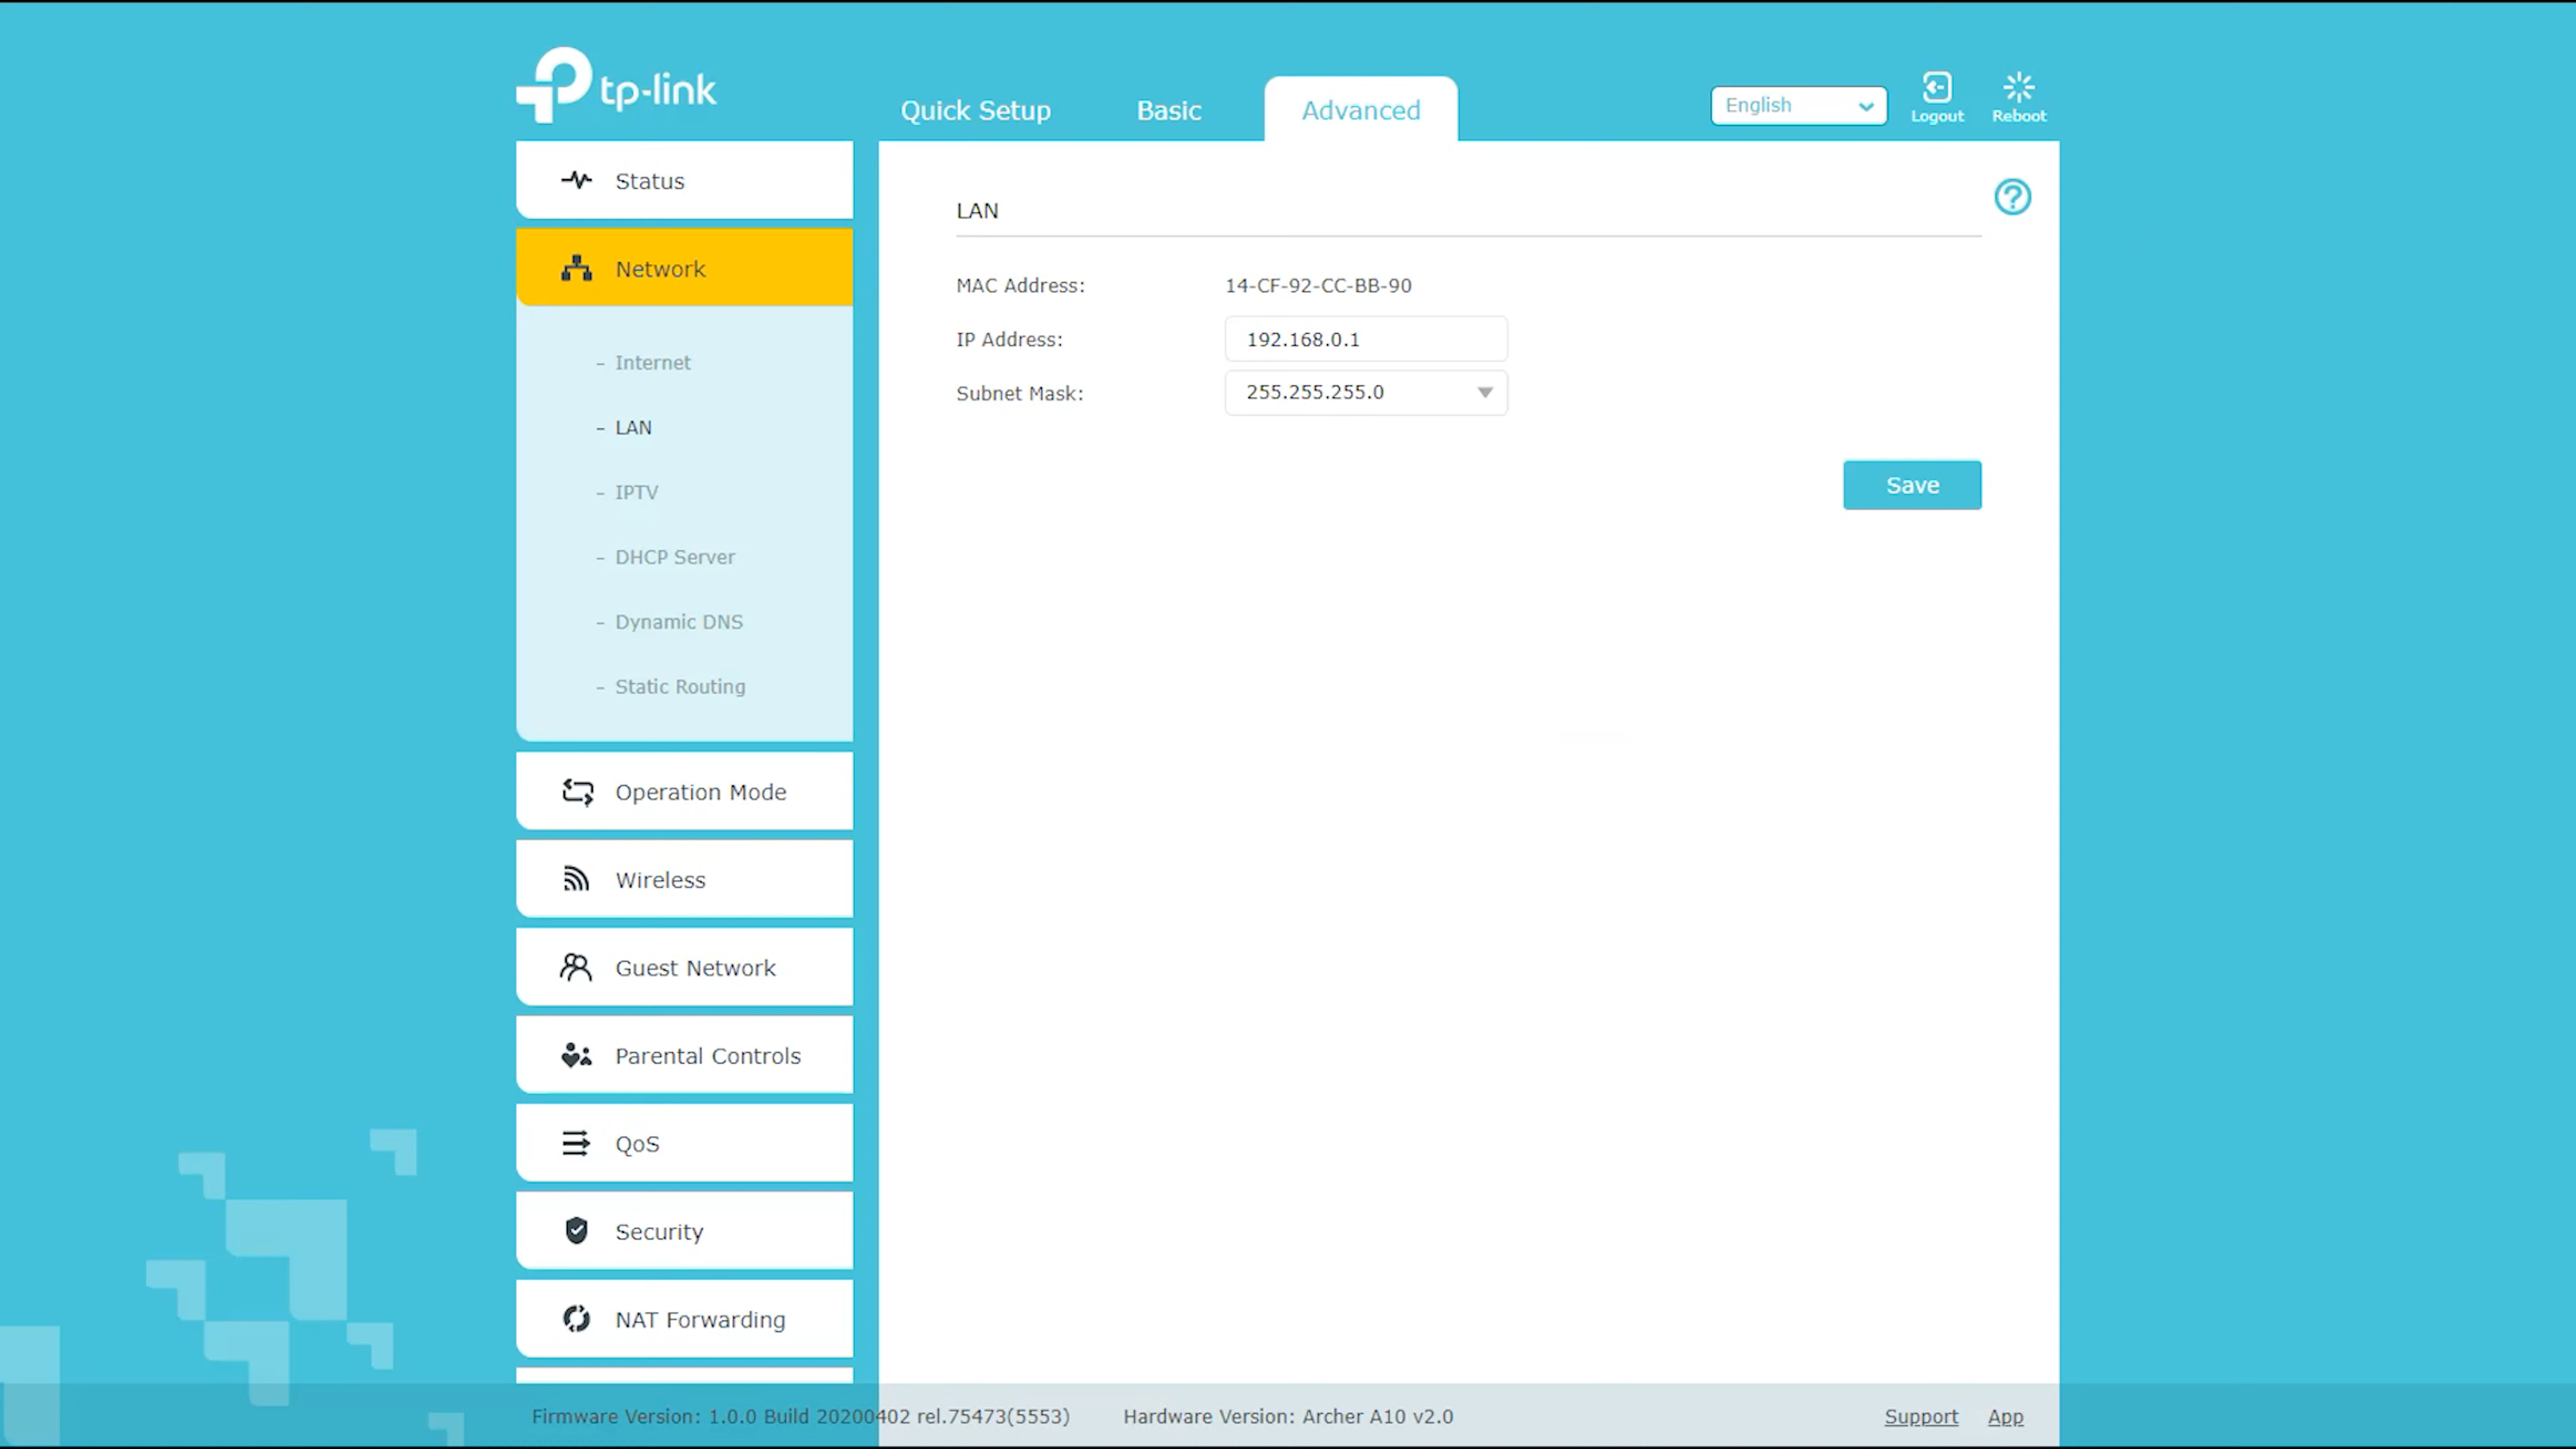 tp-link
Quick Setup
Basic
Advanced
English
Logout
Reboot
Status
Network
- Internet
- LAN
- IPTV
- DHCP Server
- Dynamic DNS
- Static Routing
Operation Mode
Wireless
Guest Network
Parental Controls
QoS
Security
NAT Forwarding
LAN
?
MAC Address: 14-CF-92-CC-BB-90
IP Address: 192.168.0.1
Subnet Mask: 255.255.255.0
Save
Firmware Version: 1.0.0 Build 20200402 rel.75473(5553) Hardware Version: Archer A10 v2.0
Support App